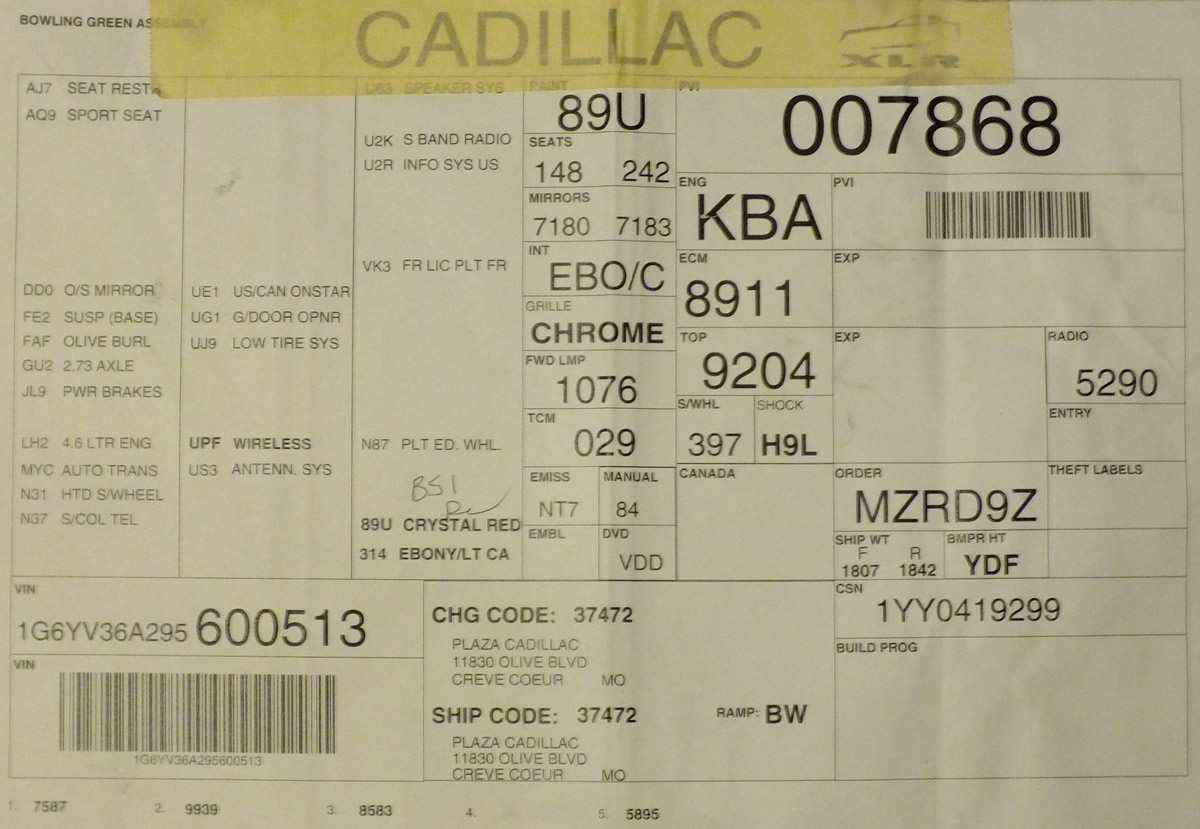 BOWLING GREEN ASSEMBLY
CADILLAC
XLR
AJ7 SEAT RESTR
AQ9 SPORT SEAT
DD0 O/S MIRROR
FE2 SUSP (BASE)
FAF OLIVE BURL
GU2 2.73 AXLE
JL9 PWR BRAKES
LH2 4.6 LTR ENG
MYC AUTO TRANS
N31 HTD S/WHEEL
N37 S/COL TEL
UE1 US/CAN ONSTAR
UG1 G/DOOR OPNR
UJ9 LOW TIRE SYS
UPF WIRELESS
US3 ANTENN. SYS
U63 SPEAKER SYS
U2K S BAND RADIO
U2R INFO SYS US
VK3 FR LIC PLT FR
N87 PLT ED. WHL.
BS1
89U CRYSTAL RED
314 EBONY/LT CA
PAINT
89U
SEATS
148 242
MIRRORS
7180 7183
INT
EBO/C
GRILLE
CHROME
FWD LMP
1076
TCM
029
EMISS
NT7
MANUAL
84
EMBL
DVD
VDD
PVI
007868
ENG
KBA
PVI
ECM
8911
EXP
TOP
9204
EXP
RADIO
5290
S/WHL
397
SHOCK
H9L
ENTRY
CANADA
ORDER
MZRD9Z
THEFT LABELS
SHIP WT
F R
1807 1842
BMPR HT
YDF
CSN
1YY0419299
BUILD PROG
VIN
1G6YV36A295600513
VIN
1G6YV36A295600513
CHG CODE: 37472
PLAZA CADILLAC
11830 OLIVE BLVD
CREVE COEUR MO
SHIP CODE: 37472
PLAZA CADILLAC
11830 OLIVE BLVD
CREVE COEUR MO
RAMP: BW
1. 7587 2. 9939 3. 8583 4. 5. 5895